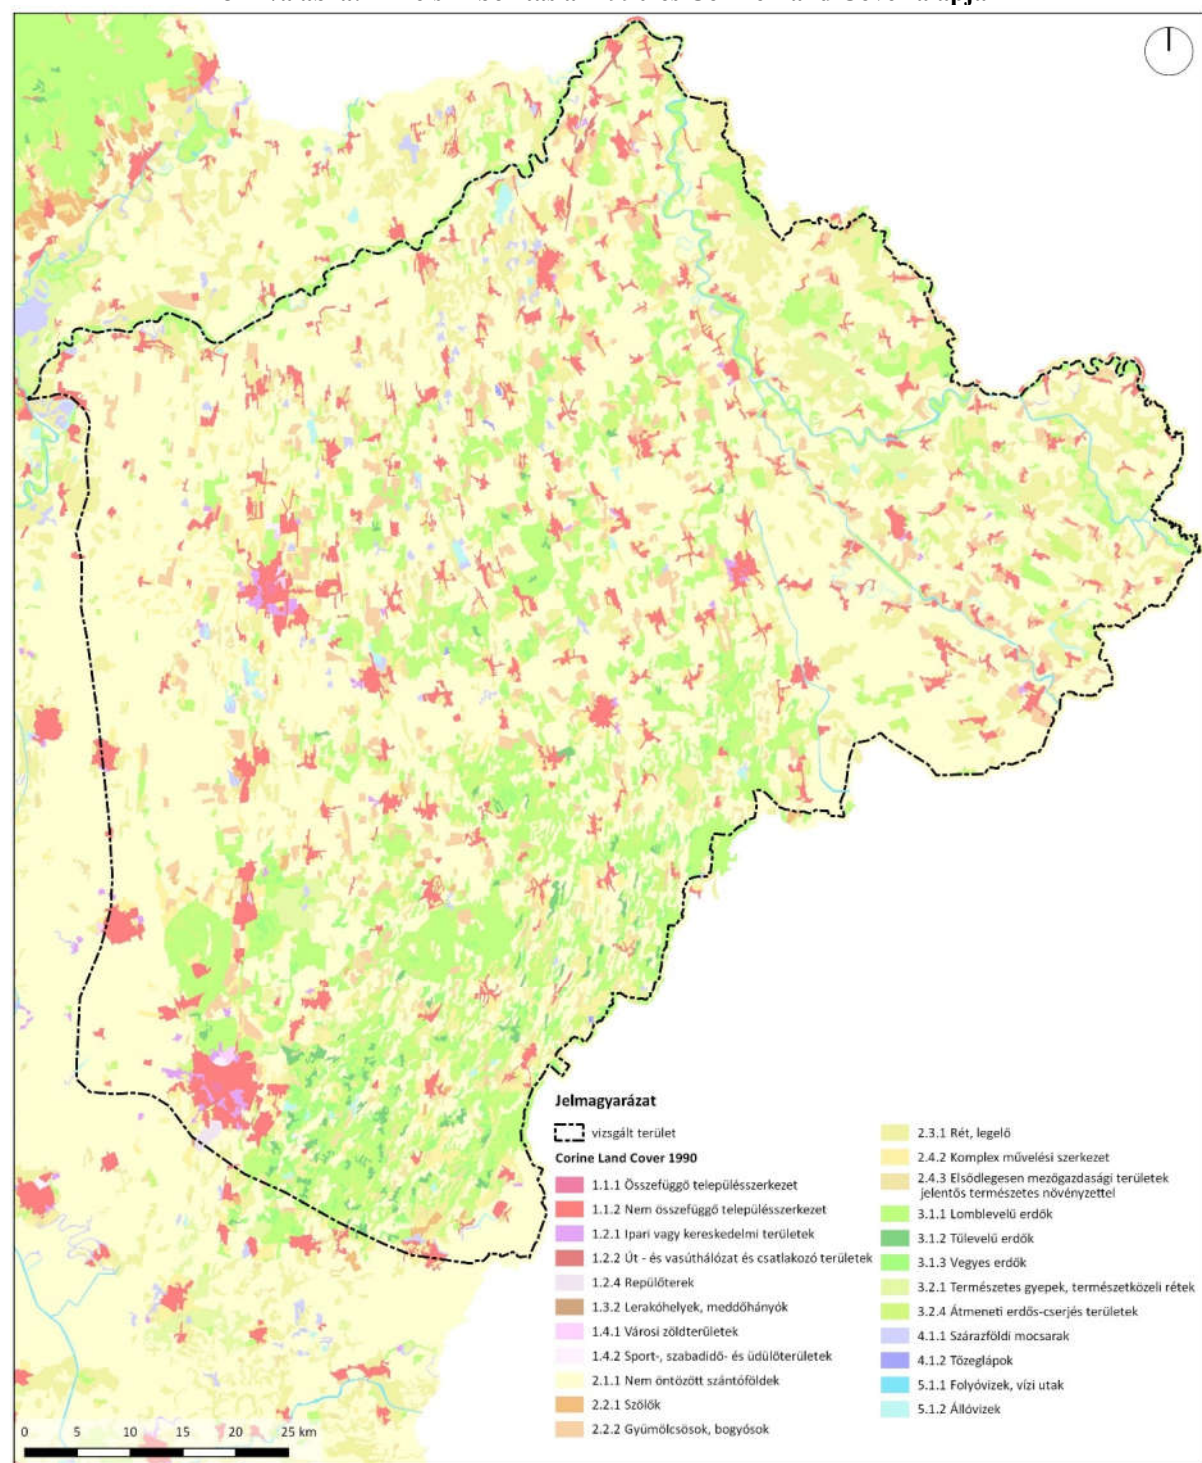 Jelmagyarázat
vizsgált terület
Corine Land Cover 1990
1.1.1 Összefüggő településszerkezet
1.1.2 Nem összefüggő településszerkezet
1.2.1 Ipari vagy kereskedelmi területek
1.2.2 Út - és vasúthálózat és csatlakozó területek
1.2.4 Repülőterek
1.3.2 Lerakóhelyek, meddőhányók
1.4.1 Városi zöldterületek
1.4.2 Sport-, szabadidő- és üdülőterületek
2.1.1 Nem öntözött szántóföldek
2.2.1 Szőlők
2.2.2 Gyümölcsösök, bogyósok
2.3.1 Rét, legelő
2.4.2 Komplex művelési szerkezet
2.4.3 Elsődlegesen mezőgazdasági területek
jelentős természetes növényzettel
3.1.1 Lomblevelű erdők
3.1.2 Tűlevelű erdők
3.1.3 Vegyes erdők
3.2.1 Természetes gyepek, természetközeli rétek
3.2.4 Átmeneti erdős-cserjés területek
4.1.1 Szárazföldi mocsarak
4.1.2 Tőzeglápok
5.1.1 Folyóvizek, vízi utak
5.1.2 Állóvizek
0 5 10 15 20 25 km